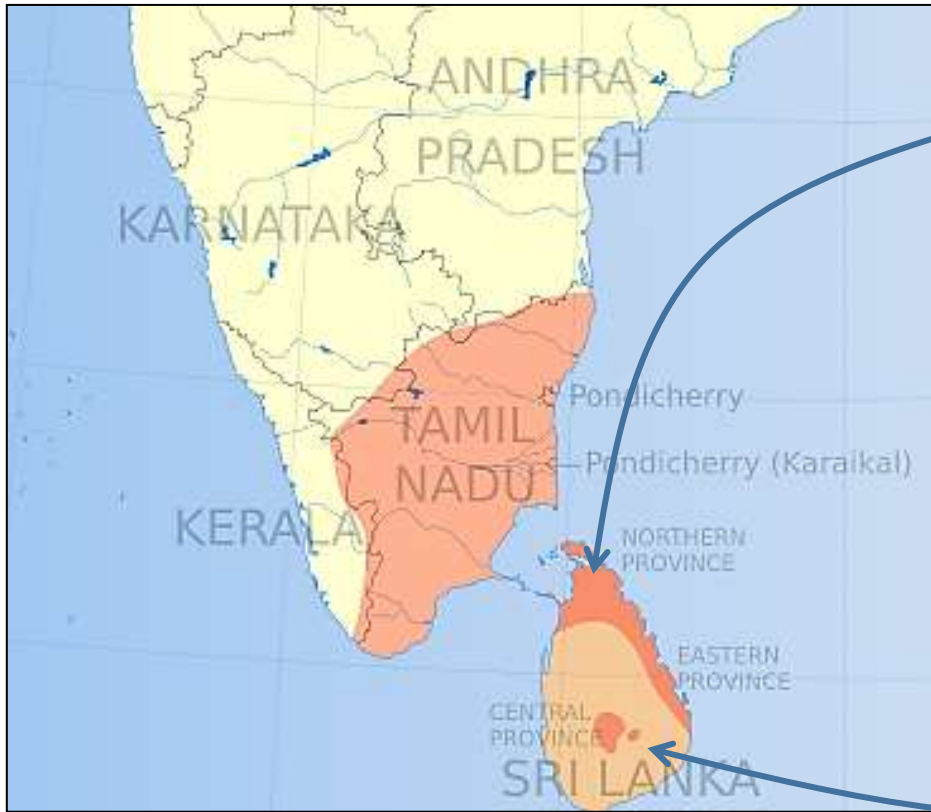 ANDHRA
PRADESH
KARNATAKA
Pondicherry
TAMIL
NADU
Pondicherry (Karaikal)
KERALA
NORTHERN
PROVINCE
EASTERN
PROVINCE
CENTRAL
PROVINCE
SRI LANKA